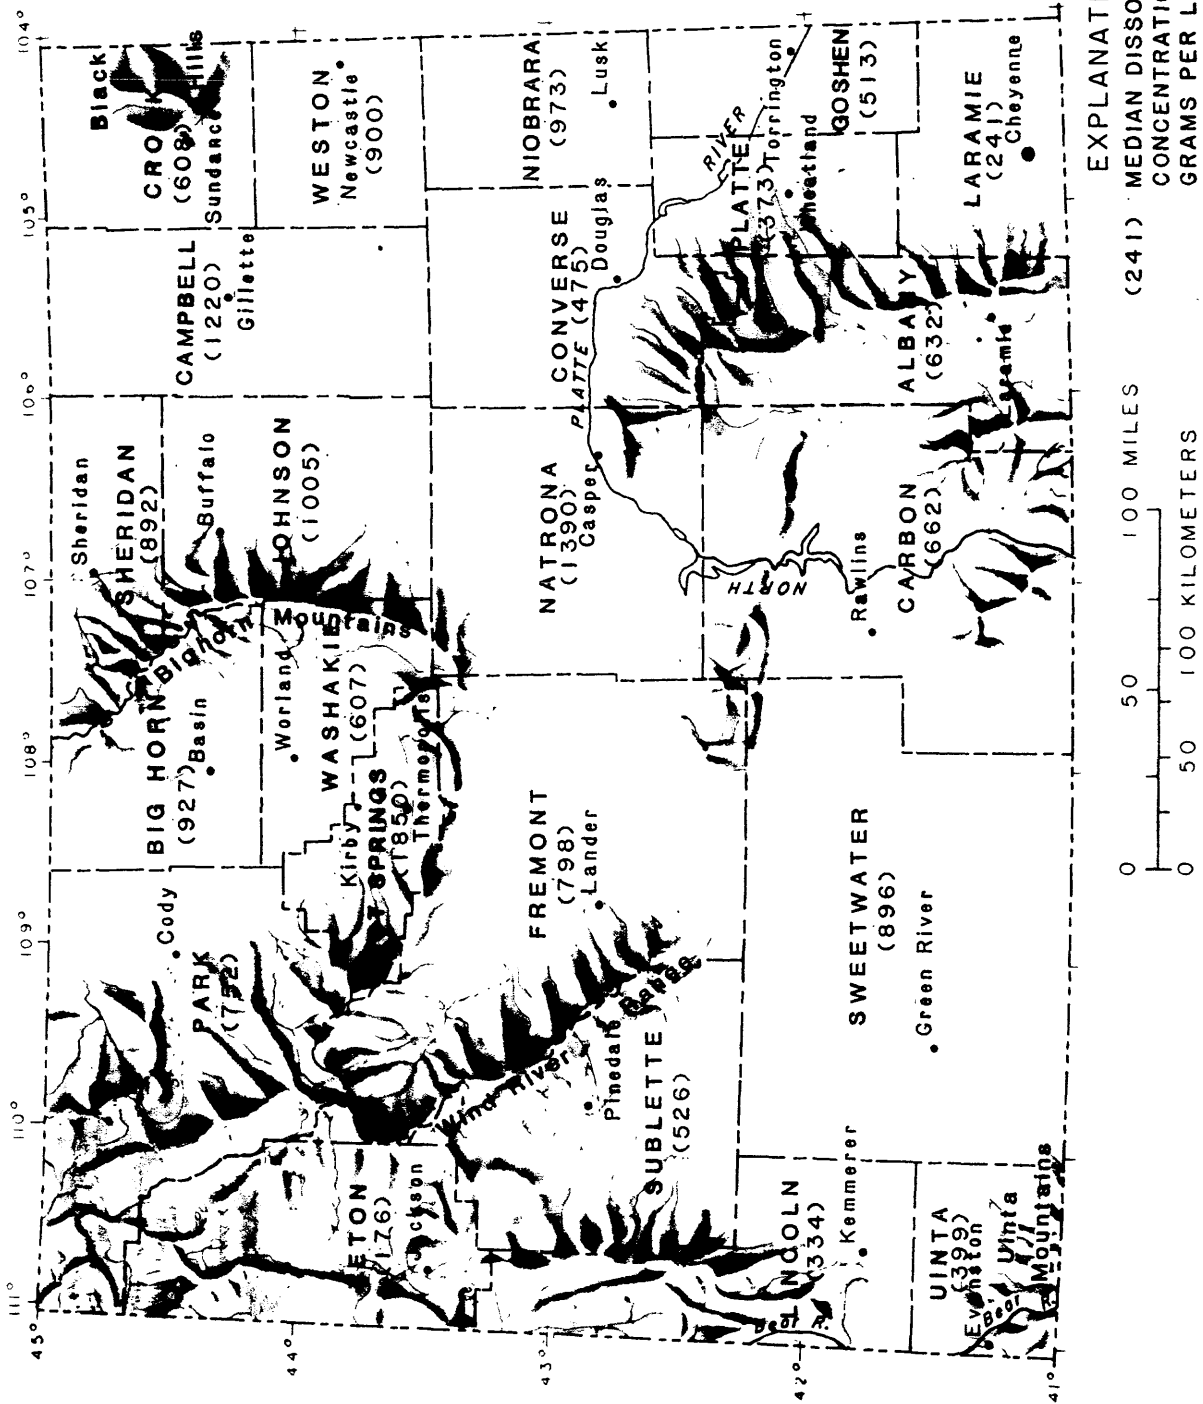 111°
110°
109°
108°
107°
106°
105°
104°
45°
44°
43°
42°
41°
Sheridan
SHERIDAN
(892)
Buffalo
JOHNSON
(1005)
CAMPBELL
(1220)
Gillette
Black
Hills
(608)
Sundance
WESTON
Newcastle
(900)
Cody
PARK
(752)
BIG HORN
(927)
Basin
Bighorn Mountains
Worland
WASHAKIE
(607)
Kirby
SPRINGS
(1850)
Thermopolis
TETON
(176)
Jackson
Wind River Range
FREMONT
(798)
Lander
NATRONA
(1390)
Casper
CONVERSE
(475)
Douglas
NIOBRARA
(973)
Lusk
NORTH
PLATTE
RIVER
SUBLETTE
(526)
Pinedale
PLATTE
(373)
Wheatland
Torrington
GOSHEN
(513)
LINCOLN
(334)
Kemmerer
Bear R.
SWEETWATER
(896)
Green River
Rawlins
CARBON
(662)
ALBANY
(632)
Laramie
LARAMIE
(241)
Cheyenne
UINTA
(399)
Evanston
Bear
Uinta
Mountains
0 50 100 MILES
0 50 100 KILOMETERS
EXPLANAT
(241) MEDIAN DISSO
CONCENTRATIO
GRAMS PER L